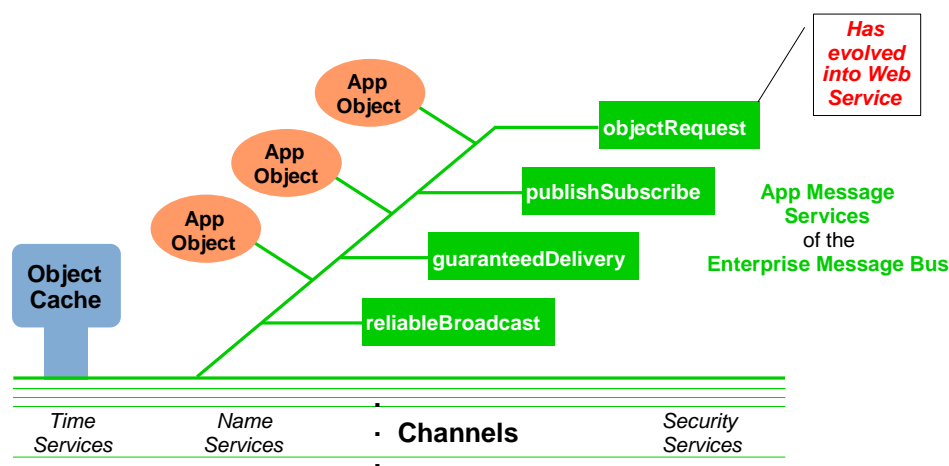 Has
evolved
into Web
Service
App
Object
objectRequest
App
Object
publishSubscribe
App Message
Services
of the
Enterprise Message Bus
App
Object
guaranteedDelivery
Object
Cache
reliableBroadcast
Time
Services
Name
Services
Channels
Security
Services